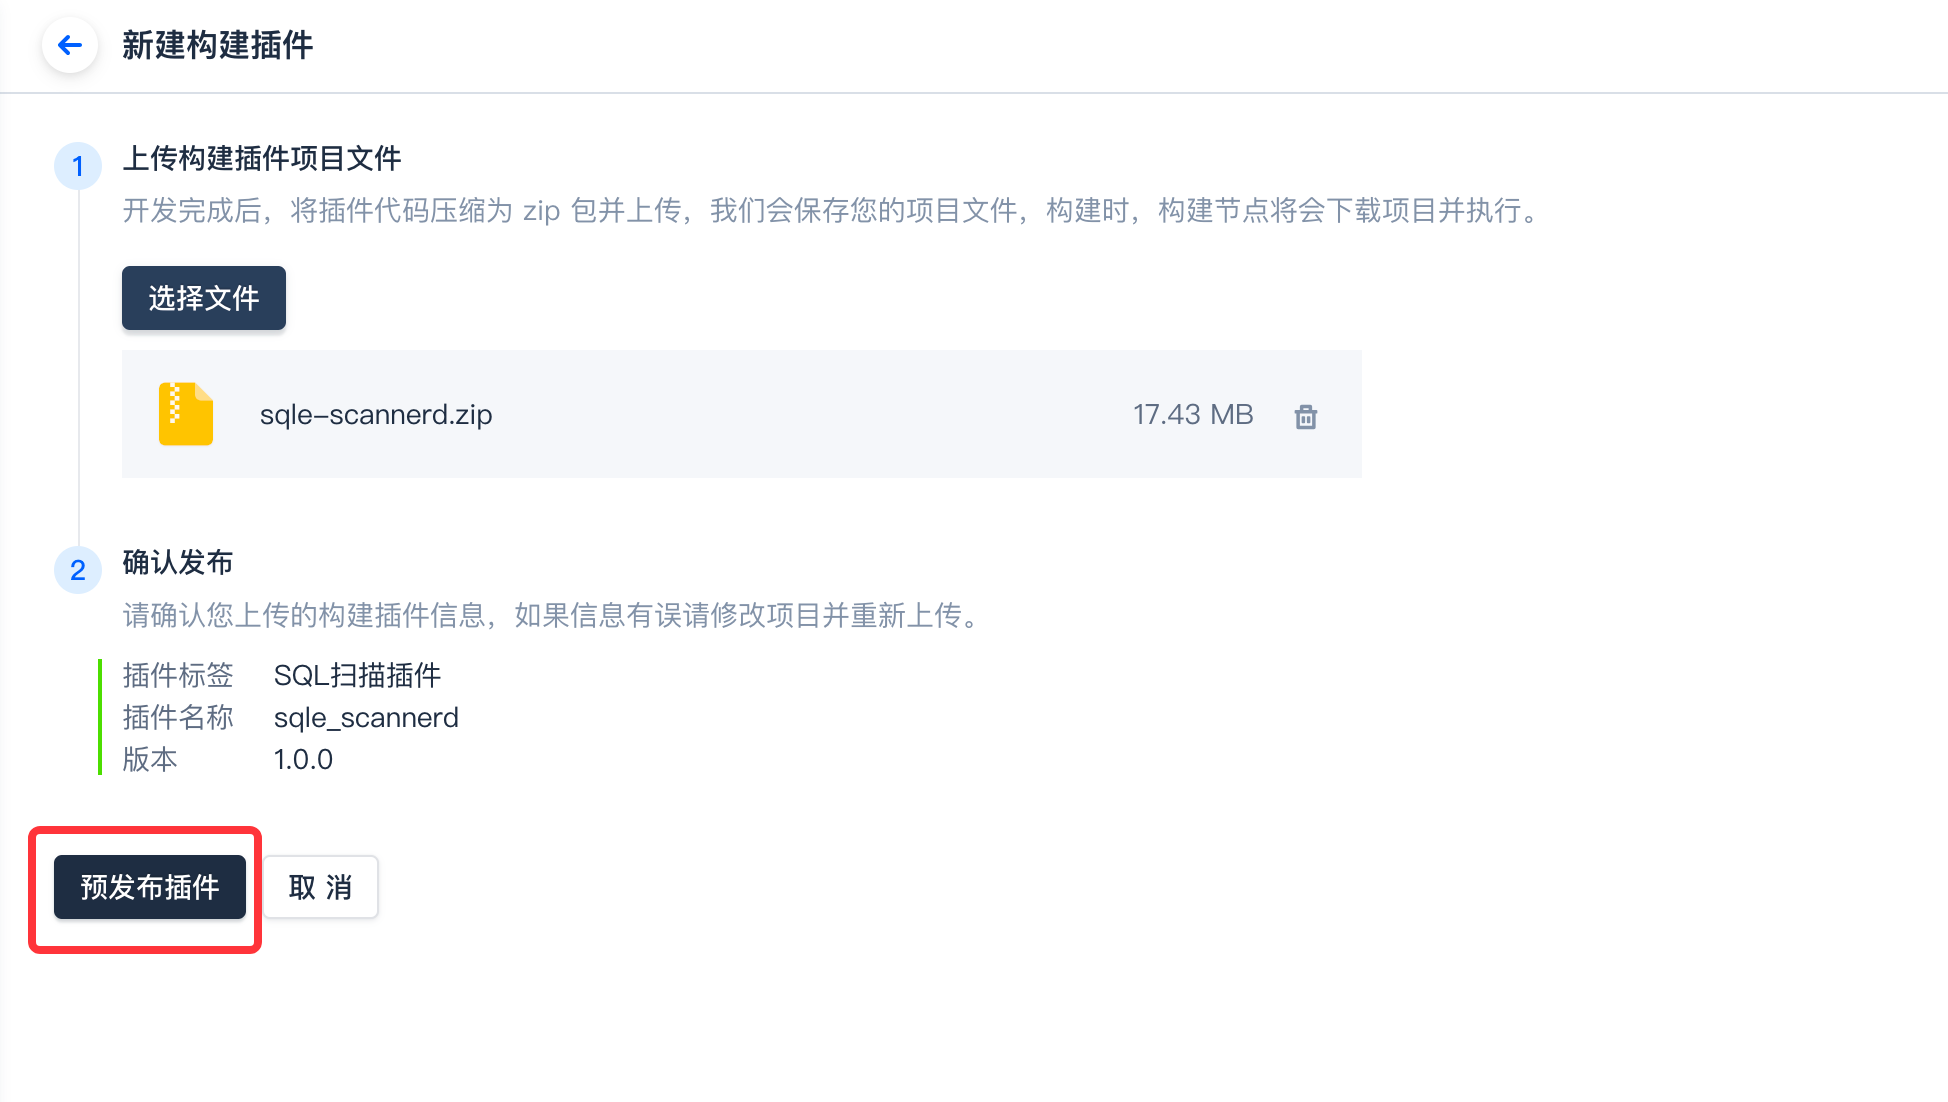 新建构建插件
1
上传构建插件项目文件
开发完成后，将插件代码压缩为 zip 包并上传，我们会保存您的项目文件，构建时，构建节点将会下载项目并执行。
选择文件
sqle-scannerd.zip 17.43 MB
2
确认发布
请确认您上传的构建插件信息，如果信息有误请修改项目并重新上传。
插件标签 SQL扫描插件
插件名称 sqle_scannerd
版本 1.0.0
预发布插件 取 消